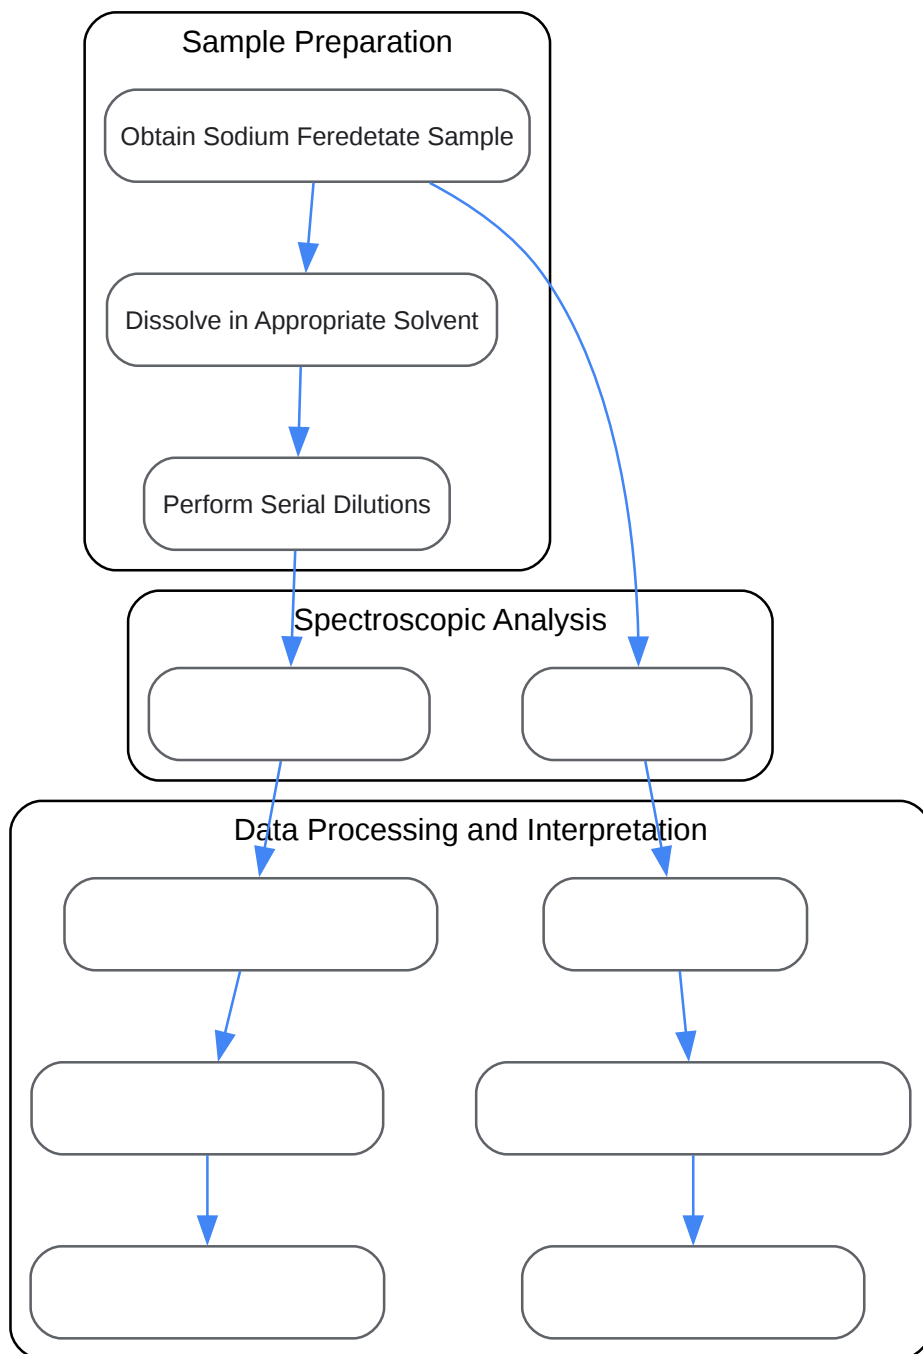 Sample Preparation
Obtain Sodium Feredetate Sample
Dissolve in Appropriate Solvent
Perform Serial Dilutions
Spectroscopic Analysis
Data Processing and Interpretation